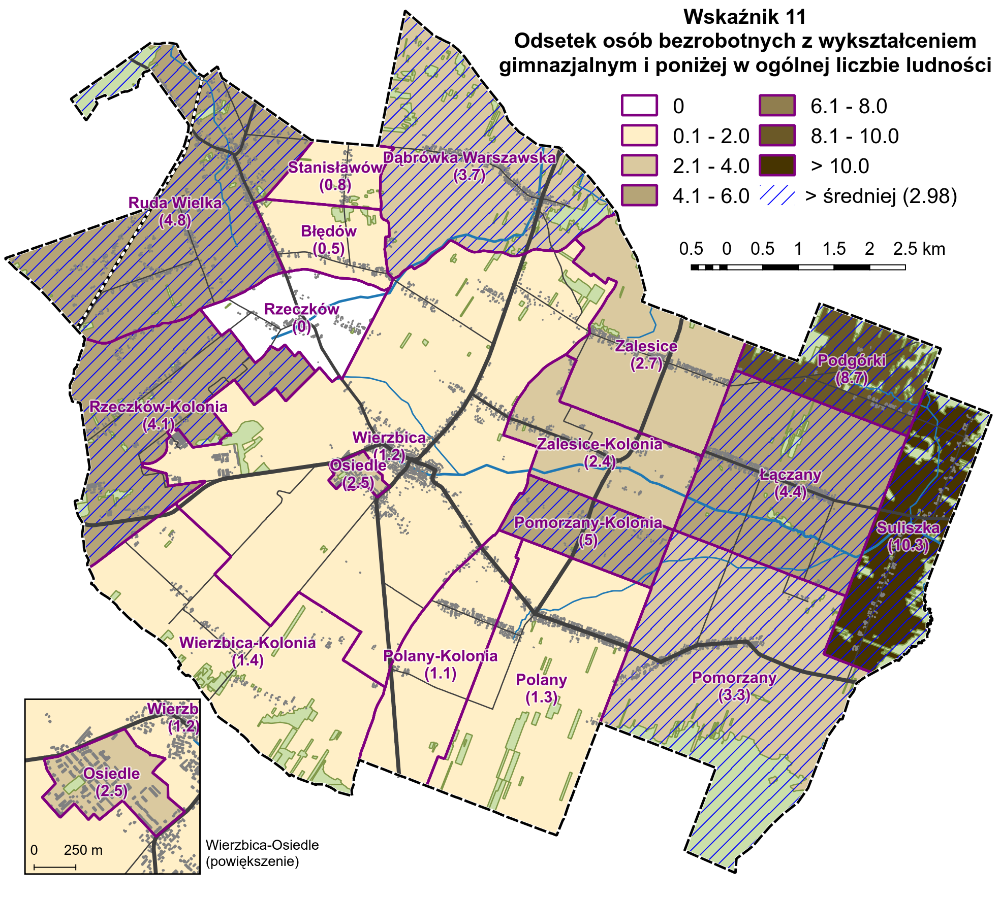 Wskaźnik 11
Odsetek osób bezrobotnych z wykształceniem
gimnazjalnym i poniżej w ogólnej liczbie ludności
0
0.1 - 2.0
2.1 - 4.0
4.1 - 6.0
6.1 - 8.0
8.1 - 10.0
> 10.0
> średniej (2.98)
0.5 0 0.5 1 1.5 2 2.5 km
Dąbrówka Warszawska
(3.7)
Stanisławów
(0.8)
Ruda Wielka
(4.8)
Błędów
(0.5)
Rzeczków
(0)
Zalesice
(2.7)
Podgórki
(8.7)
Rzeczków-Kolonia
(4.1)
Wierzbica
(1.2)
Osiedle
(2.5)
Zalesice-Kolonia
(2.4)
Łączany
(4.4)
Pomorzany-Kolonia
(5)
Suliszka
(10.3)
Wierzbica-Kolonia
(1.4)
Polany-Kolonia
(1.1)
Polany
(1.3)
Pomorzany
(3.3)
Wierzb
(1.2)
Osiedle
(2.5)
0 250 m
Wierzbica-Osiedle
(powiększenie)